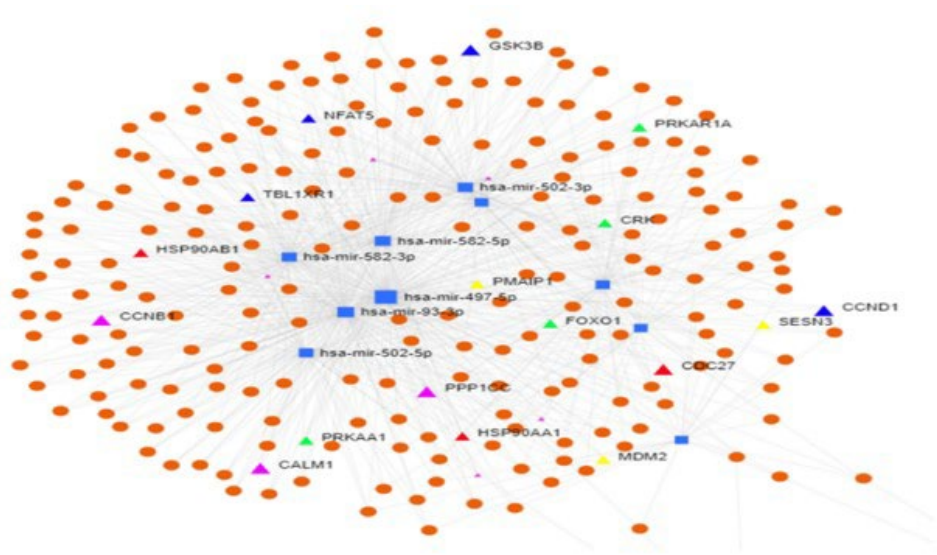 GSK3B
NFAT5
PRKAR1A
hsa-mir-502-3p
TBL1XR1
CRK
hsa-mir-582-5p
HSP90AB1
hsa-mir-582-3p
PMAIP1
hsa-mir-497-5p
CCND1
hsa-mir-93-3p
CCNB1
FOXO1
SESN3
hsa-mir-502-5p
CDC27
PPP1CC
PRKAA1
HSP90AA1
MDM2
CALM1